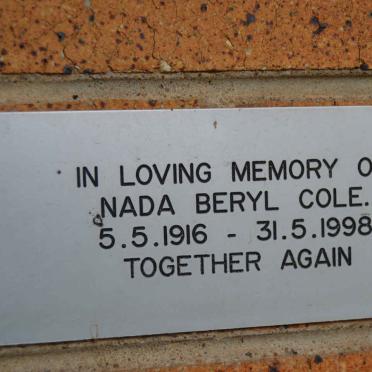 IN LOVING MEMORY O
NADA BERYL COLE.
5.5.1916 - 31.5.1998
TOGETHER AGAIN